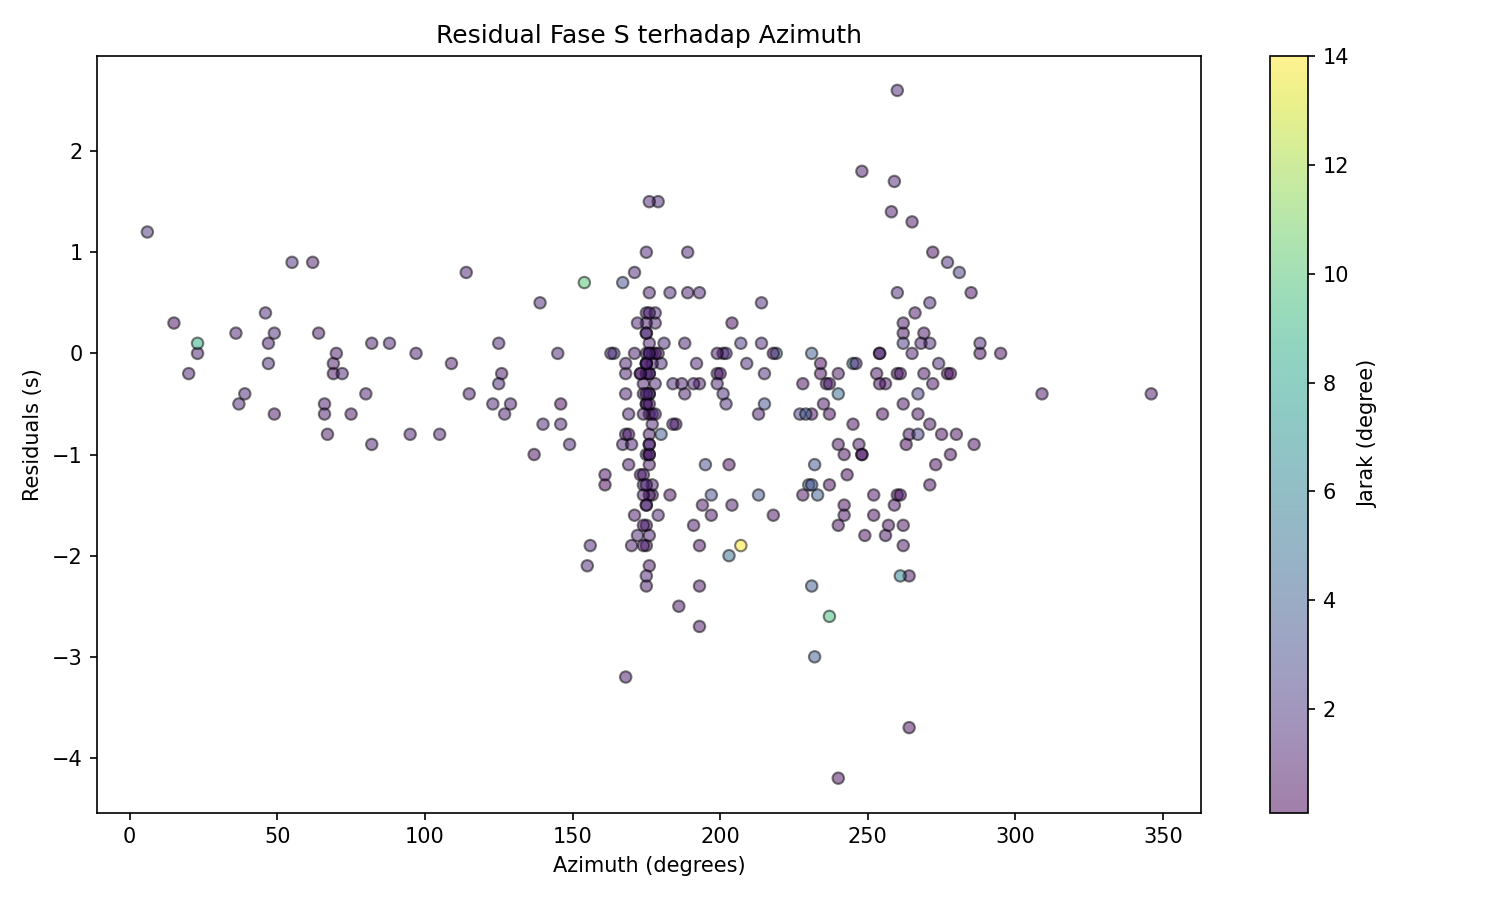 Residual Fase S terhadap Azimuth
Residuals (s)
2
1
0
−1
−2
−3
−4
0 50 100 150 200 250 300 350
Azimuth (degrees)
14
12
10
8
6
4
2
Jarak (degree)